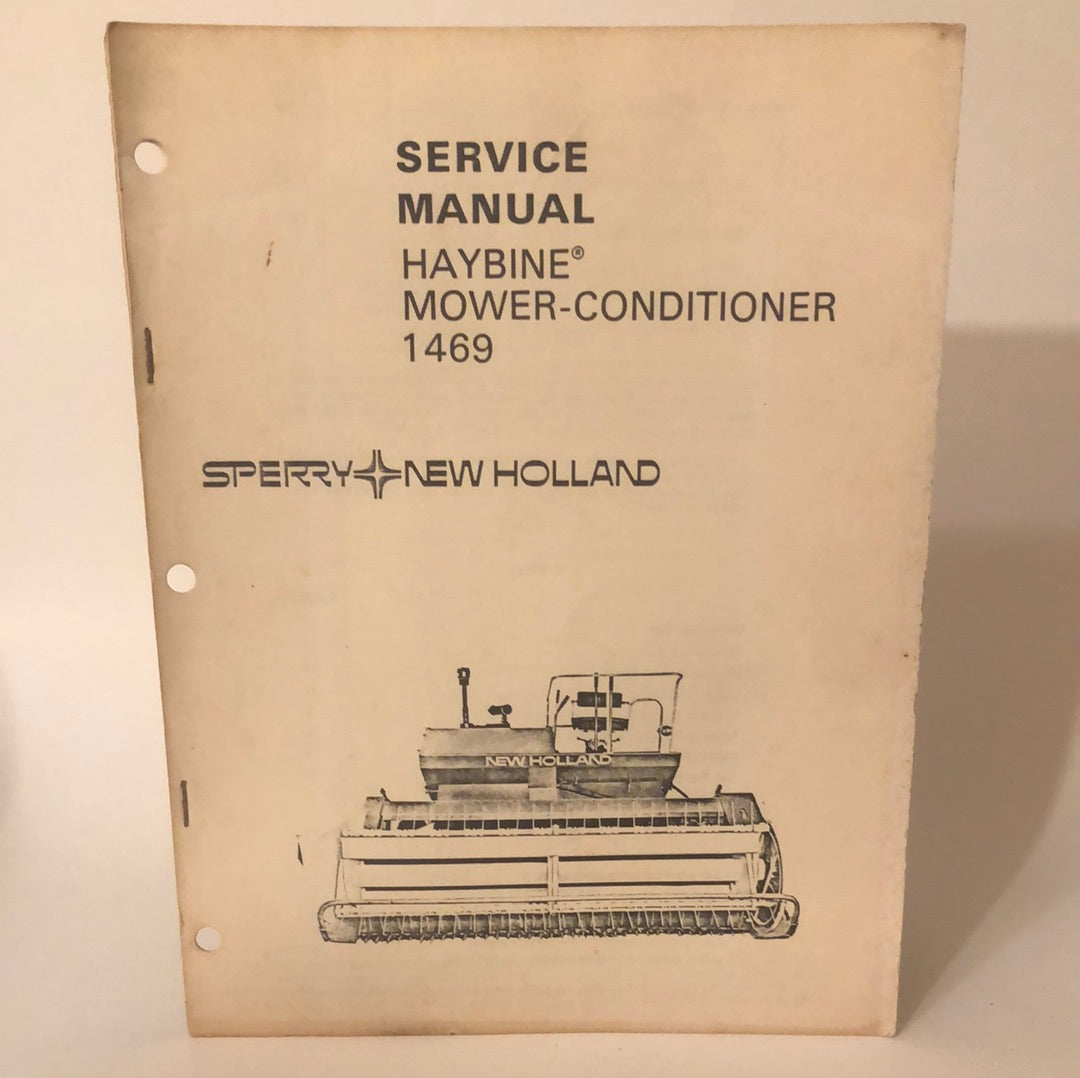 SERVICE
MANUAL
HAYBINE®
MOWER-CONDITIONER
1469
SPERRY NEW HOLLAND
NEW HOLLAND